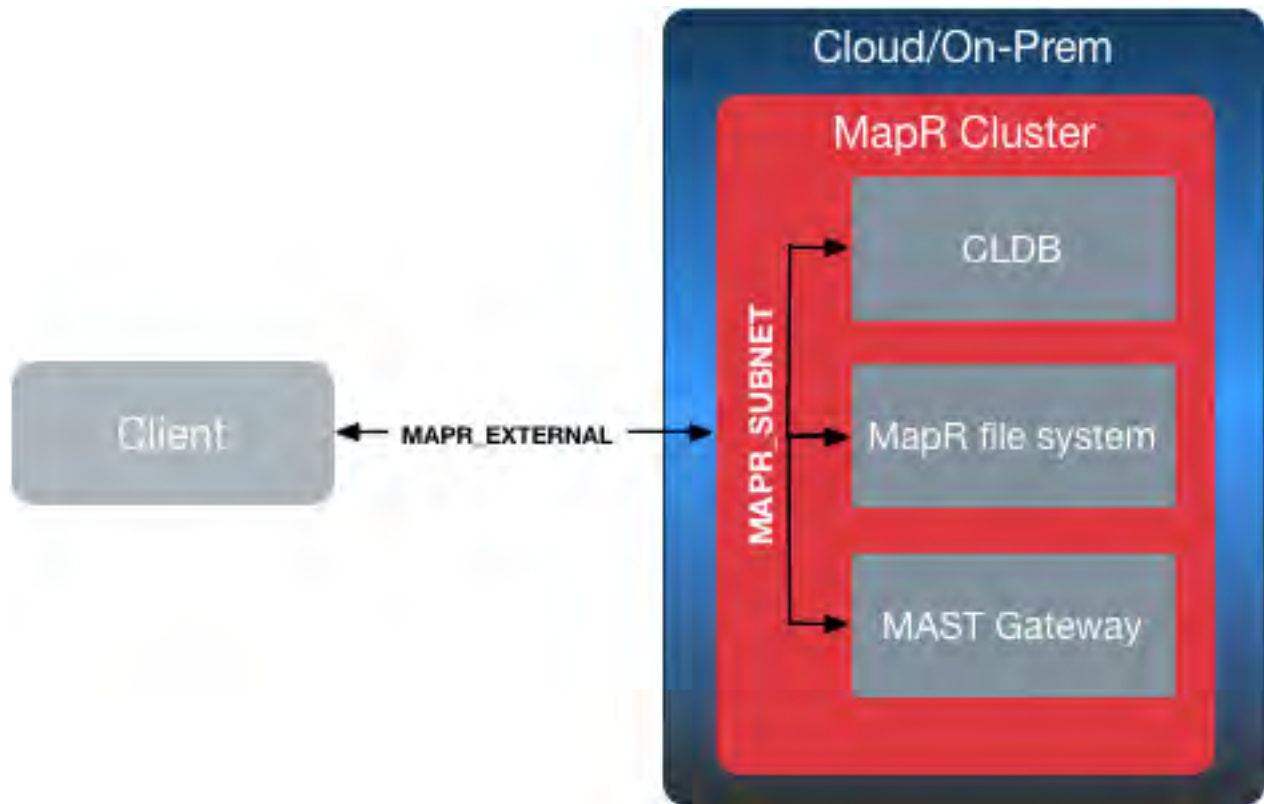 Cloud/On-Prem
MapR Cluster
CLDB
MAPR_SUBNET
Client
MAPR_EXTERNAL
MapR file system
MAST Gateway